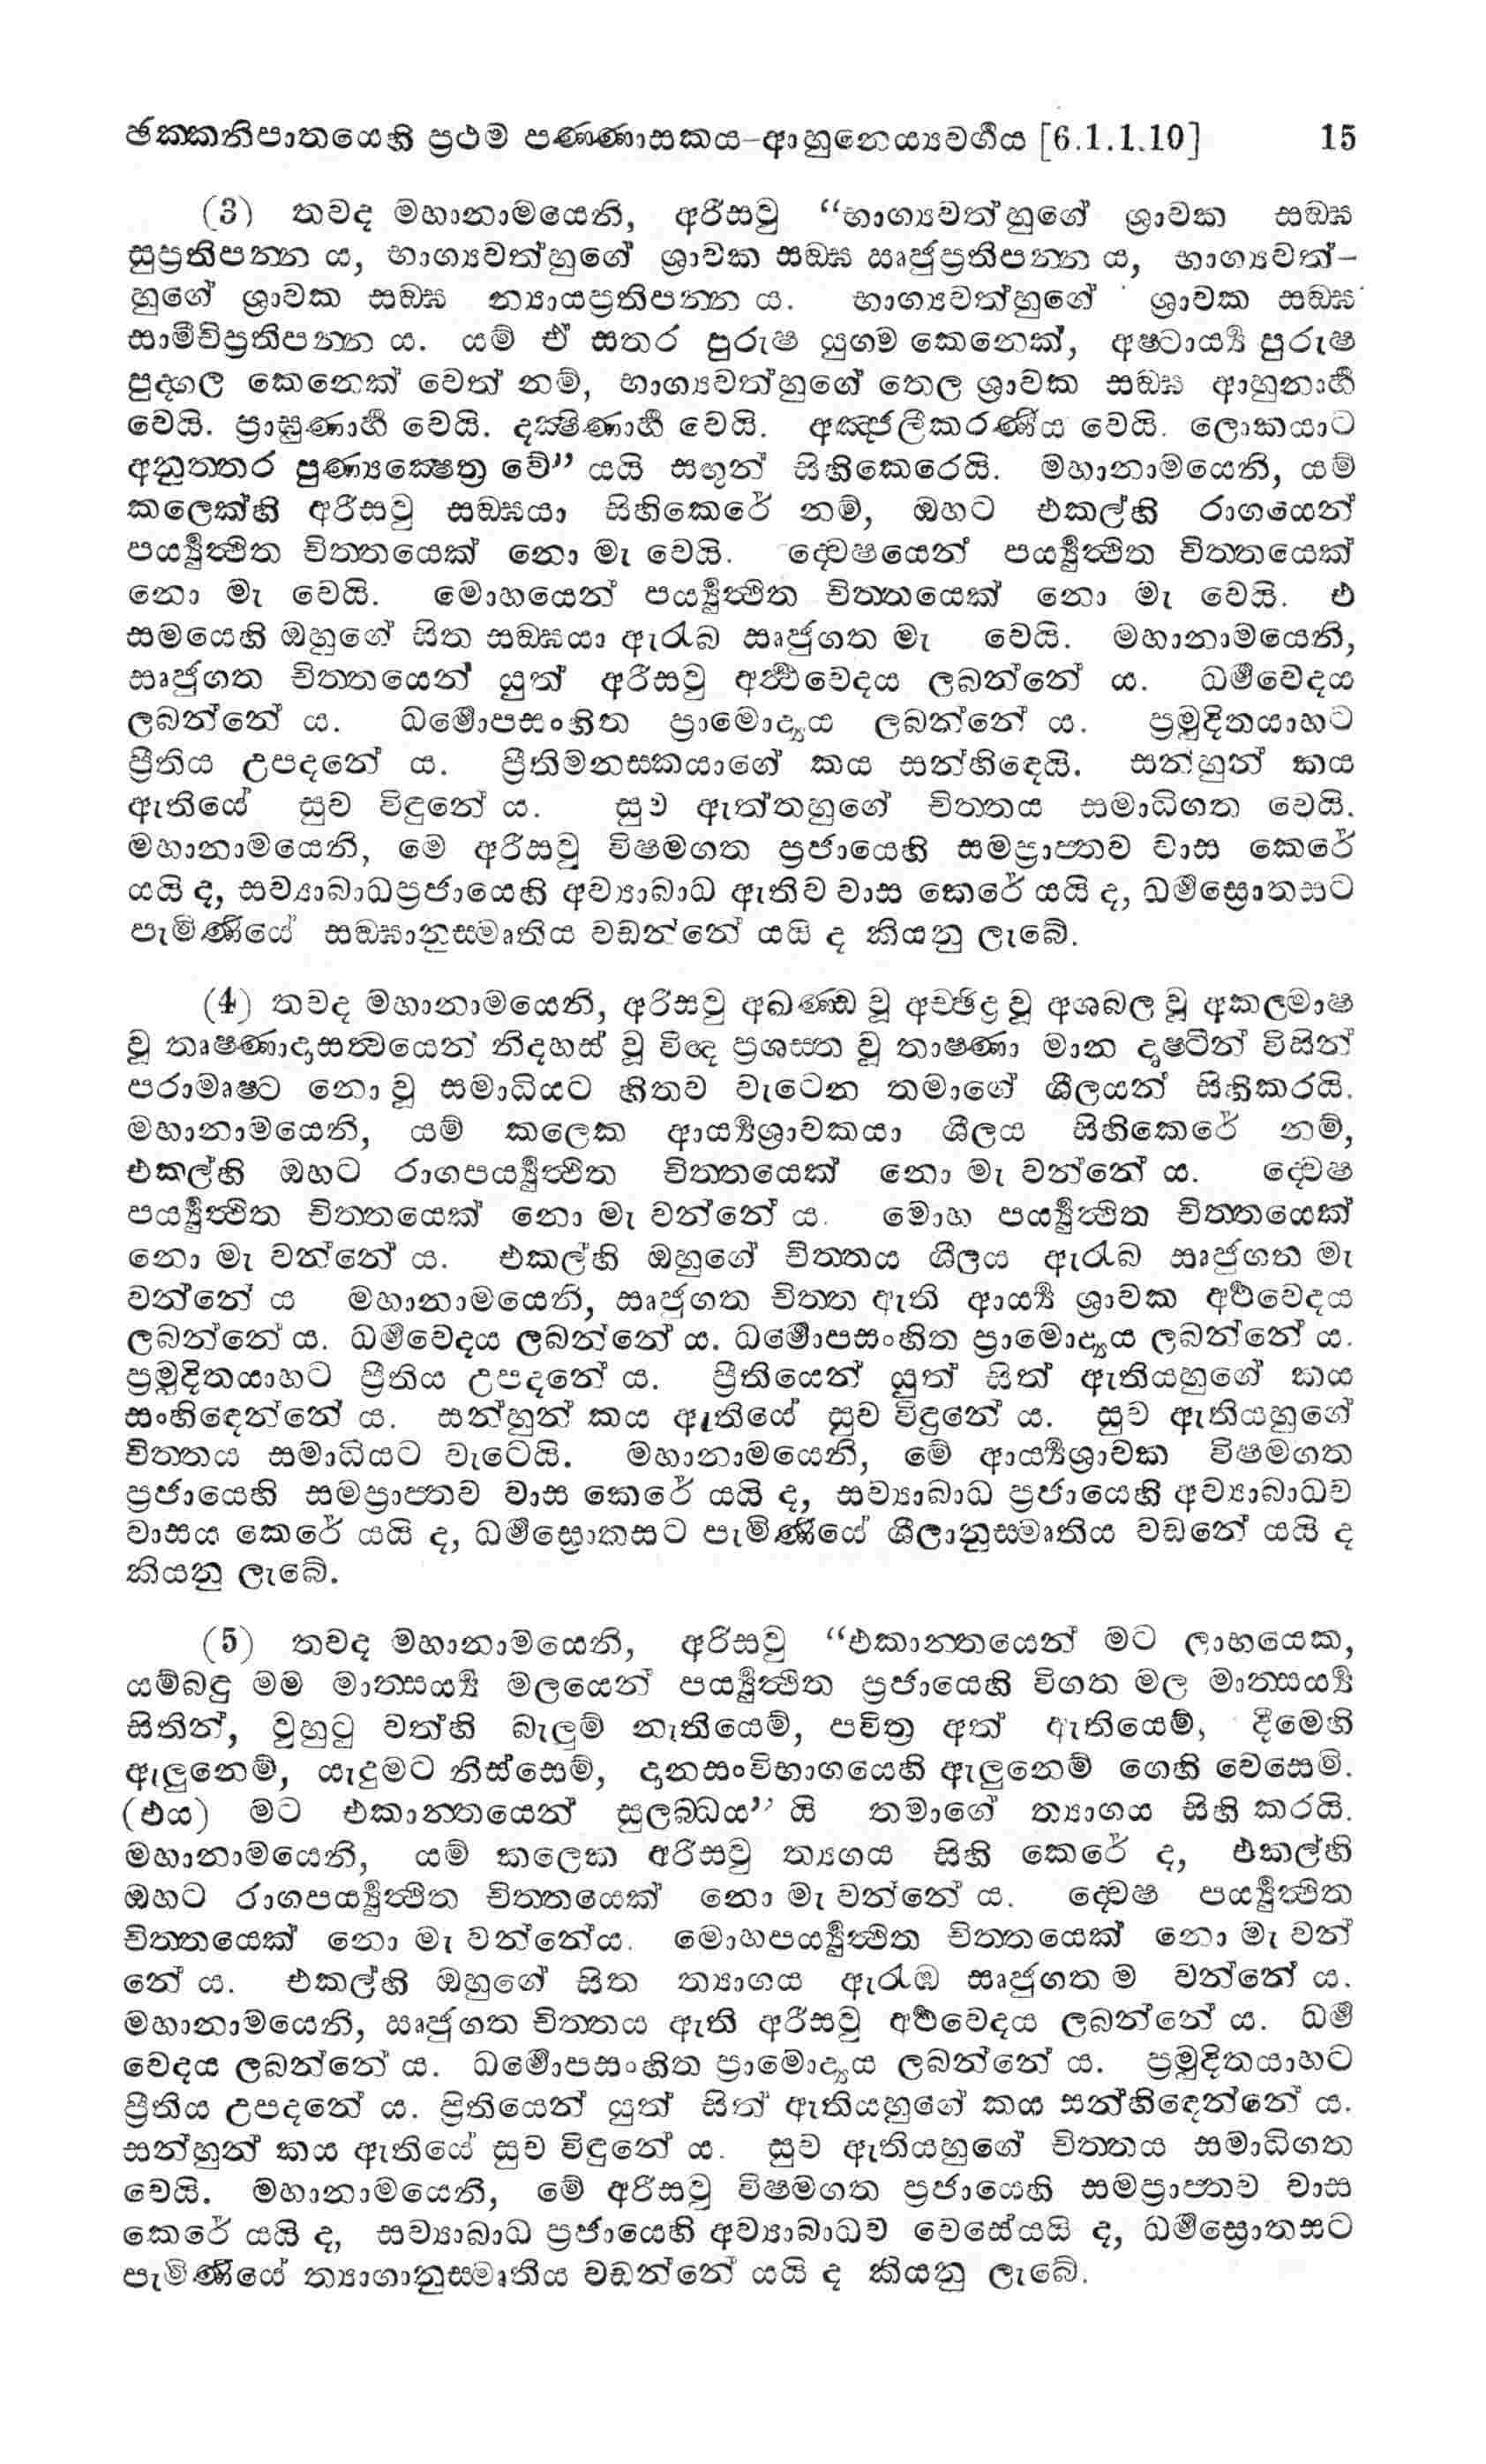 ඡක්කනිපාතයෙහි ප්‍රථම පණ්ණාසකය-ආහුනෙය්‍යවර්ගය [6.1.1.10] 15
(3) තවද මහානාමයෙනි, අරීසවු “භාග්‍යවත්හුගේ ශ්‍රාවක සඞ්ඝ
සුප්‍රතිපන්න ය, භාග්‍යවත්හුගේ ශ්‍රාවක සඞ්ඝ ඍජුප්‍රතිපන්න ය, භාග්‍යවත්-
හුගේ ශ්‍රාවක සඞ්ඝ න්‍යායප්‍රතිපන්න ය. භාග්‍යවත්හුගේ ශ්‍රාවක සඞ්ඝ
සාමීචිප්‍රතිපන්න ය. යම් ඒ සතර පුරුෂ යුගම කෙනෙක්, අෂ්ටාර්‍ය්‍ය පුරුෂ
පුද්ගල කෙනෙක් වෙත් නම්, භාග්‍යවත්හුගේ තෙල ශ්‍රාවක සඞ්ඝ ආහුනාර්හ
වෙයි. ප්‍රාඝුණාර්හ වෙයි. දක්ෂිණාර්හ වෙයි. අඤ්ජලීකරණීය වෙයි. ලොකයාට
අනුත්තර පුණ්‍යක්‍ෂෙත්‍ර වේ” යයි සඟුන් සිහිකෙරෙයි. මහානාමයෙනි, යම්
කලෙක්හි අරීසවු සඞ්ඝයා සිහිකෙරේ නම්, ඔහට එකල්හි රාගයෙන්
පර්‍ය්‍යුත්ථිත චිත්තයෙක් නො මැ වෙයි. ද්වෙෂයෙන් පර්‍ය්‍යුත්ථිත චිත්තයෙක්
නො මැ වෙයි. මොහයෙන් පර්‍ය්‍යුත්ථිත චිත්තයෙක් නො මැ වෙයි. එ
සමයෙහි ඔහුගේ සිත සඞ්ඝයා ඇරැබ ඍජුගත මැ වෙයි. මහානාමයෙනි,
ඍජුගත චිත්තයෙන් යුත් අරීසවු අර්ත්‍ථවේදය ලබන්නේ ය. ධර්මවේදය
ලබන්නේ ය. ධර්මොපසංහිත ප්‍රාමොද්‍යය ලබන්නේ ය. ප්‍රමුදිතයාහට
ප්‍රීතිය උපදනේ ය. ප්‍රීතිමනස්කයාගේ කය සන්හිඳෙයි. සන්හුන් කය
ඇතියේ සුව විඳුනේ ය. සුව ඇත්තහුගේ චිත්තය සමාධිගත වෙයි.
මහානාමයෙනි, මෙ අරීසවු විෂමගත ප්‍රජායෙහි සමප්‍රාප්තව වාස කෙරේ
යයි ද, සව්‍යාබාධප්‍රජායෙහි අව්‍යාබාධ ඇතිව වාස කෙරේ යයි ද, ධර්මස්‍රොතසට
පැමිණියේ සඞ්ඝානුස්මෘතිය වඩන්නේ යයි ද කියනු ලැබේ.
(4) තවද මහානාමයෙනි, අරිසවු අඛණ්ඩ වූ අච්ඡිද්‍ර වූ අශබල වූ අකල්මාෂ
වූ තෘෂ්ණාදාසත්‍වයෙන් නිදහස් වූ විඥ ප්‍රශස්ත වූ තාෂ්ණා මාන දෘෂ්ටීන් විසින්
පරාමෘෂ්ට නො වූ සමාධියට හිතව වැටෙන තමාගේ ශීලයන් සිහිකරයි.
මහානාමයෙනි, යම් කලෙක ආර්‍ය්‍යශ්‍රාවකයා ශීලය සිහිකෙරේ නම්,
එකල්හි ඔහට රාගපර්‍ය්‍යුත්ථිත චිත්තයෙක් නො මැ වන්නේ ය. ද්වෙෂ
පර්‍ය්‍යුත්ථිත චිත්තයෙක් නො මැ වන්නේ ය. මොහ පර්‍ය්‍යුත්ථිත චිත්තයෙක්
නො මැ වන්නේ ය. එකල්හි ඔහුගේ චිත්තය ශීලය ඇරැබ ඍජුගත මැ
වන්නේ ය මහානාමයෙනි, ඍජුගත චිත්ත ඇති ආර්‍ය්‍ය ශ්‍රාවක අර්ථවේදය
ලබන්නේ ය. ධර්මවේදය ලබන්නේ ය. ධර්මොපසංහිත ප්‍රාමොද්‍යය ලබන්නේ ය.
ප්‍රමුදිතයාහට ප්‍රීතිය උපදනේ ය. ප්‍රීතියෙන් යුත් සිත් ඇතියහුගේ කය
සංහිඳෙන්නේ ය. සන්හුන් කය ඇතියේ සුව විඳුනේ ය. සුව ඇතියහුගේ
චිත්තය සමාධියට වැටෙයි. මහානාමයෙනි, මේ ආර්‍ය්‍යශ්‍රාවක විෂමගත
ප්‍රජායෙහි සමප්‍රාප්තව වාස කෙරේ යයි ද, සව්‍යාබාධ ප්‍රජායෙහි අව්‍යාබාධව
වාසය කෙරේ යයි ද, ධර්මස්‍රොතසට පැමිණියේ ශීලානුස්මෘතිය වඩනේ යයි ද
කියනු ලැබේ.
(5) තවද මහානාමයෙනි, අරිසවු “එකාන්තයෙන් මට ලාභයෙක,
යම්බඳු මම මාත්සර්‍ය්‍ය මලයෙන් පර්‍ය්‍යුත්ථිත ප්‍රජායෙහි විගත මල මාත්සර්‍ය්‍ය
සිතින්, වුහුටු වත්හි බැලුම් නැතියෙම්, පවිත්‍ර අත් ඇතියෙම්, දීමෙහි
ඇලුනෙම්, යැදුමට නිස්සෙම්, දානසංවිභාගයෙහි ඇලුනෙම් ගෙහි වෙසෙමි.
(එය) මට එකාන්තයෙන් සුලබ්ධය” යි තමාගේ ත්‍යාගය සිහි කරයි.
මහානාමයෙනි, යම් කලෙක අරීසවු ත්‍යගය සිහි කෙරේ ද, එකල්හි
ඔහට රාගපර්‍ය්‍යුත්ථිත චිත්තයෙක් නො මැ වන්නේ ය. ද්වෙෂ පර්‍ය්‍යුත්ථිත
චිත්තයෙක් නො මැ වන්නේය. මොහපර්‍ය්‍යුත්ථිත චිත්තයෙක් නො මැ වන්
නේ ය. එකල්හි ඔහුගේ සිත ත්‍යාගය ඇරැඹ ඍජුගත ම වන්නේ ය.
මහානාමයෙනි, ඍජුගත චිත්තය ඇති අරීසවු අර්ථවේදය ලබන්නේ ය. ධර්ම
වේදය ලබන්නේ ය. ධර්මොපසංහිත ප්‍රාමොද්‍යය ලබන්නේ ය. ප්‍රමුදිතයාහට
ප්‍රීතිය උපදනේ ය. ප්‍රිතියෙන් යුත් සිත් ඇතියහුගේ කය සන්හිඳෙන්නේ ය.
සන්හුන් කය ඇතියේ සුව විඳුනේ ය. සුව ඇතියහුගේ චිත්තය සමාධිගත
වෙයි. මහානාමයෙනි, මේ අරීසවු විෂමගත ප්‍රජායෙහි සමප්‍රාප්තව වාස
කෙරේ යයි ද, සව්‍යාබාධ ප්‍රජායෙහි අව්‍යාබාධව වෙසේයයි ද, ධර්මස්‍රොතසට
පැමිණියේ ත්‍යාගානුස්මෘතිය වඩන්නේ යයි ද කියනු ලැබේ.